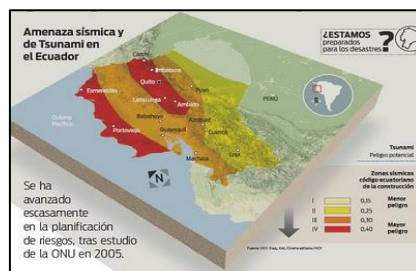 Amenaza sísmica y
de Tsunami en
el Ecuador
¿ESTAMOS
preparados
para los desastres
?
Carchi
Imbabura
Quito
Esmeraldas
Latacunga
Ambato
Puyo
PERÚ
Océano
Pacífico
Portoviejo
Babahoyo
Guayaquil
Azogues
Cuenca
Machala
Loja
N
Tsunami
Peligro potencial
Zonas sísmicas
código ecuatoriano
de la construcción
I 0,15 Menor
peligro
II 0,25
III 0,30
IV 0,40 Mayor
peligro
Se ha
avanzado
escasamente
en la planificación
de riesgos, tras estudio
de la ONU en 2005.